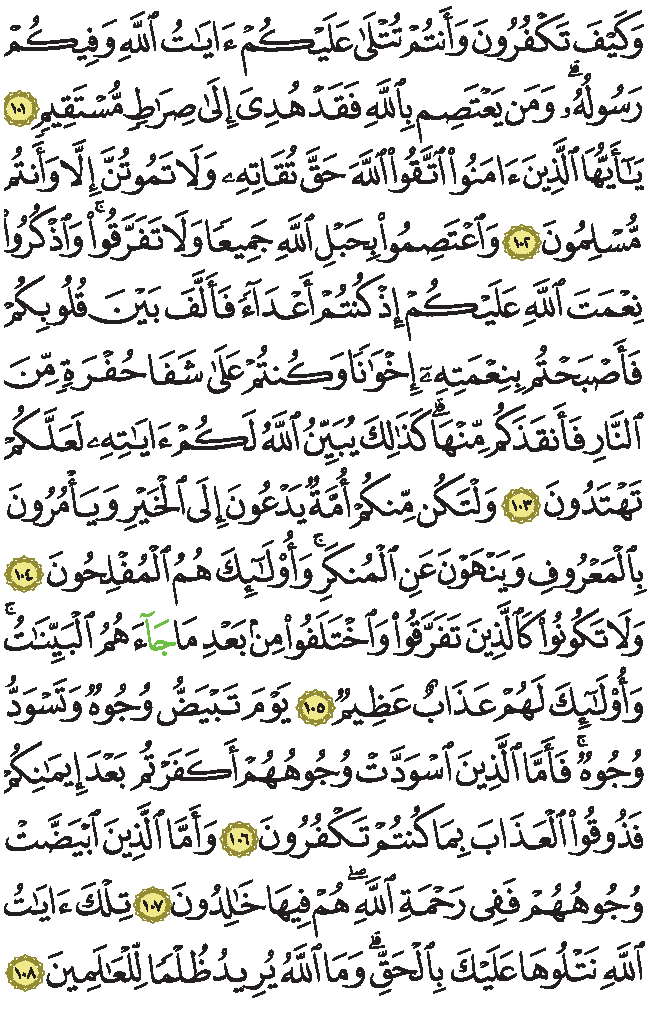 وَكَيْفَ تَكْفُرُونَ وَأَنتُمْ تُتْلَىٰ عَلَيْكُمْ ءَايَـٰتُ ٱللَّهِ وَفِيكُمْ
رَسُولُهُۥ ۗ وَمَن يَعْتَصِم بِٱللَّهِ فَقَدْ هُدِىَ إِلَىٰ صِرَٰطٍ مُّسْتَقِيمٍ ١٠١
يَـٰٓأَيُّهَا ٱلَّذِينَ ءَامَنُوا۟ ٱتَّقُوا۟ ٱللَّهَ حَقَّ تُقَاتِهِۦ وَلَا تَمُوتُنَّ إِلَّا وَأَنتُم
مُّسْلِمُونَ ١٠٢ وَٱعْتَصِمُوا۟ بِحَبْلِ ٱللَّهِ جَمِيعًا وَلَا تَفَرَّقُوا۟ ۚ وَٱذْكُرُوا۟
نِعْمَتَ ٱللَّهِ عَلَيْكُمْ إِذْ كُنتُمْ أَعْدَآءً فَأَلَّفَ بَيْنَ قُلُوبِكُمْ
فَأَصْبَحْتُم بِنِعْمَتِهِۦٓ إِخْوَٰنًا وَكُنتُمْ عَلَىٰ شَفَا حُفْرَةٍ مِّنَ
ٱلنَّارِ فَأَنقَذَكُم مِّنْهَا ۗ كَذَٰلِكَ يُبَيِّنُ ٱللَّهُ لَكُمْ ءَايَـٰتِهِۦ لَعَلَّكُمْ
تَهْتَدُونَ ١٠٣ وَلْتَكُن مِّنكُمْ أُمَّةٌ يَدْعُونَ إِلَى ٱلْخَيْرِ وَيَأْمُرُونَ
بِٱلْمَعْرُوفِ وَيَنْهَوْنَ عَنِ ٱلْمُنكَرِ ۚ وَأُو۟لَـٰٓئِكَ هُمُ ٱلْمُفْلِحُونَ ١٠٤
وَلَا تَكُونُوا۟ كَٱلَّذِينَ تَفَرَّقُوا۟ وَٱخْتَلَفُوا۟ مِنۢ بَعْدِ مَا جَآءَهُمُ ٱلْبَيِّنَـٰتُ ۚ
وَأُو۟لَـٰٓئِكَ لَهُمْ عَذَابٌ عَظِيمٌ ١٠٥ يَوْمَ تَبْيَضُّ وُجُوهٌ وَتَسْوَدُّ
وُجُوهٌ ۚ فَأَمَّا ٱلَّذِينَ ٱسْوَدَّتْ وُجُوهُهُمْ أَكَفَرْتُم بَعْدَ إِيمَـٰنِكُمْ
فَذُوقُوا۟ ٱلْعَذَابَ بِمَا كُنتُمْ تَكْفُرُونَ ١٠٦ وَأَمَّا ٱلَّذِينَ ٱبْيَضَّتْ
وُجُوهُهُمْ فَفِى رَحْمَةِ ٱللَّهِ ۖ هُمْ فِيهَا خَـٰلِدُونَ ١٠٧ تِلْكَ ءَايَـٰتُ
ٱللَّهِ نَتْلُوهَا عَلَيْكَ بِٱلْحَقِّ ۗ وَمَا ٱللَّهُ يُرِيدُ ظُلْمًا لِّلْعَـٰلَمِينَ ١٠٨